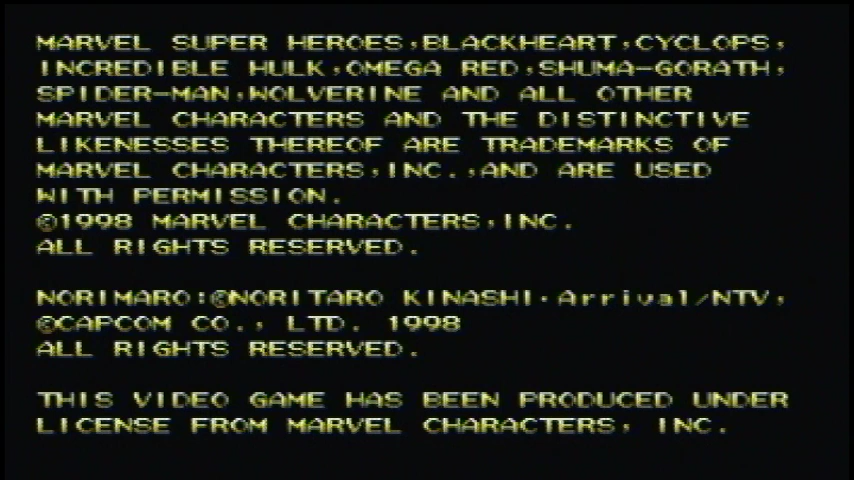 MARVEL SUPER HEROES,BLACKHEART,CYCLOPS,
INCREDIBLE HULK,OMEGA RED,SHUMA-GORATH,
SPIDER-MAN,WOLVERINE AND ALL OTHER
MARVEL CHARACTERS AND THE DISTINCTIVE
LIKENESSES THEREOF ARE TRADEMARKS OF
MARVEL CHARACTERS,INC.,AND ARE USED
WITH PERMISSION.
©1998 MARVEL CHARACTERS,INC.
ALL RIGHTS RESERVED.
NORIMARO:©NORITARO KINASHI·Arrival/NTV,
©CAPCOM CO., LTD. 1998
ALL RIGHTS RESERVED.
THIS VIDEO GAME HAS BEEN PRODUCED UNDER
LICENSE FROM MARVEL CHARACTERS, INC.